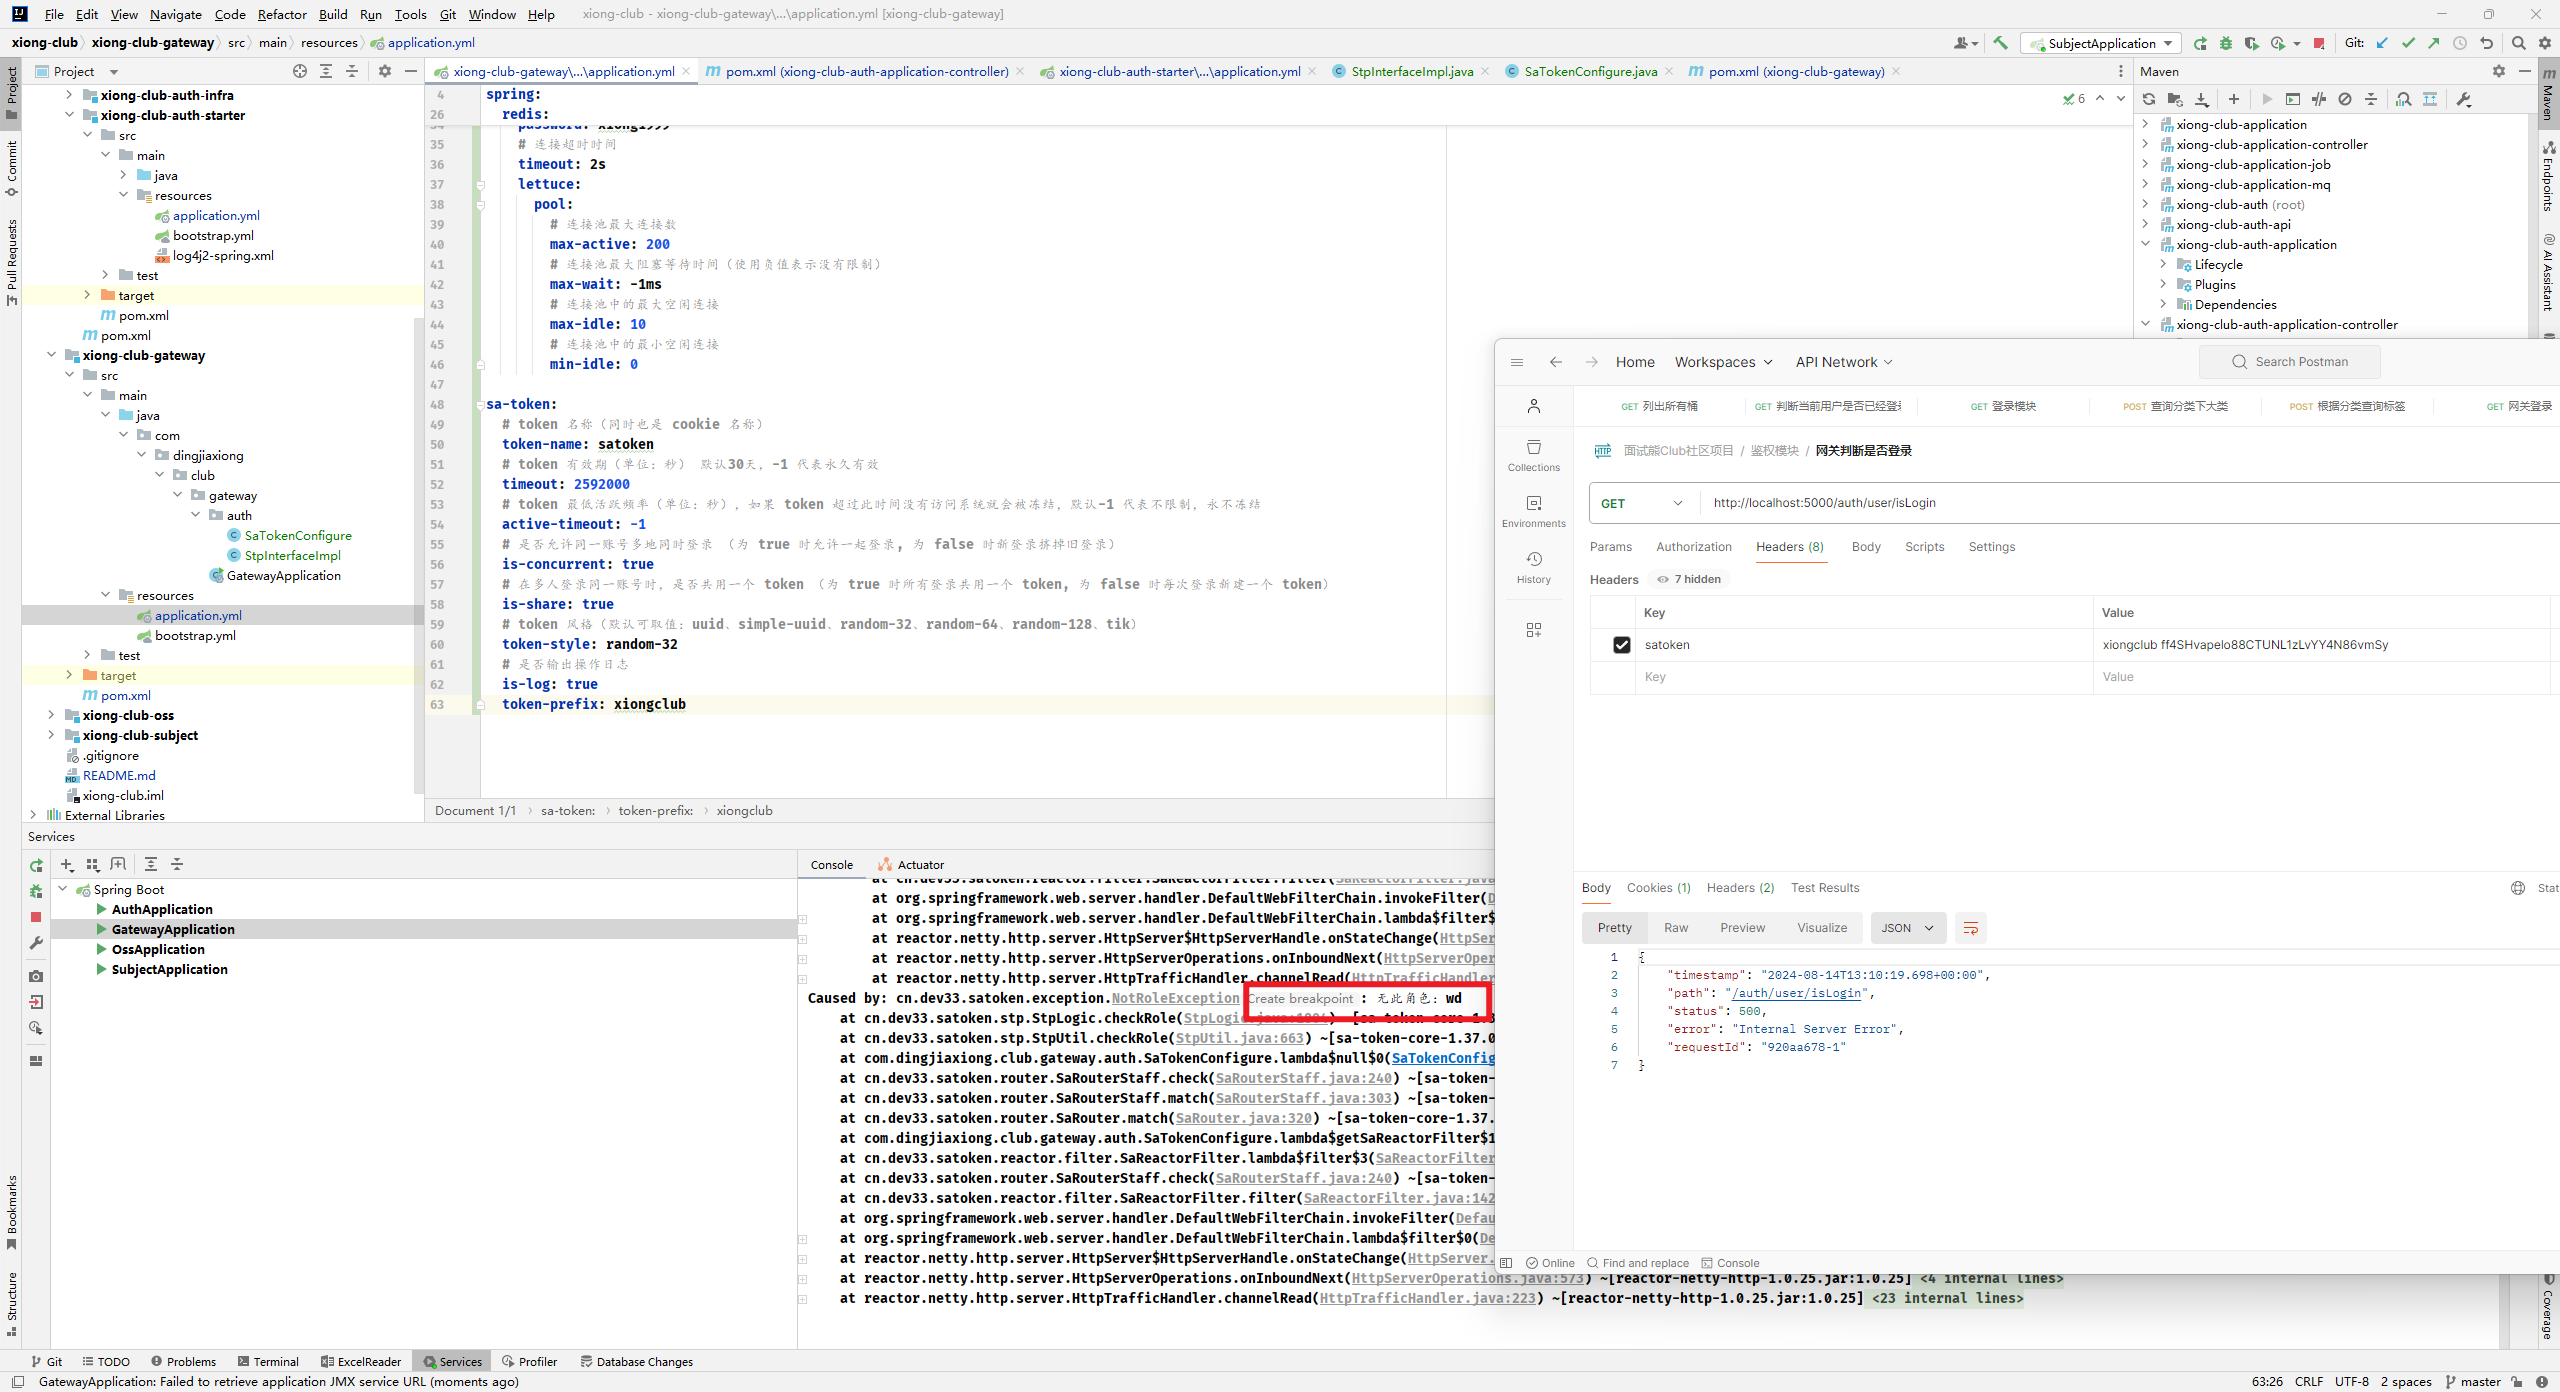 File Edit View Navigate Code Refactor Build Run Tools Git Window Help xiong-club - xiong-club-gateway\...\application.yml [xiong-club-gateway]
xiong-club xiong-club-gateway src main resources application.yml
SubjectApplication Git:
Project
xiong-club-gateway\...\application.yml pom.xml (xiong-club-auth-application-controller) xiong-club-auth-starter\...\application.yml StpInterfaceImpl.java SaTokenConfigure.java pom.xml (xiong-club-gateway)
Maven
Project
Commit
Pull Requests
Bookmarks
Structure
xiong-club-auth-infra
xiong-club-auth-starter
src
main
java
resources
application.yml
bootstrap.yml
log4j2-spring.xml
test
target
pom.xml
pom.xml
xiong-club-gateway
src
main
java
com
dingjiaxiong
club
gateway
auth
SaTokenConfigure
StpInterfaceImpl
GatewayApplication
resources
application.yml
bootstrap.yml
test
target
pom.xml
xiong-club-oss
xiong-club-subject
.gitignore
README.md
xiong-club.iml
External Libraries
4 spring:
26 redis:
34 password: xiong1999
35 # 连接超时时间
36 timeout: 2s
37 lettuce:
38 pool:
39 # 连接池最大连接数
40 max-active: 200
41 # 连接池最大阻塞等待时间（使用负值表示没有限制）
42 max-wait: -1ms
43 # 连接池中的最大空闲连接
44 max-idle: 10
45 # 连接池中的最小空闲连接
46 min-idle: 0
47
48 sa-token:
49 # token 名称（同时也是 cookie 名称）
50 token-name: satoken
51 # token 有效期（单位：秒） 默认30天，-1 代表永久有效
52 timeout: 2592000
53 # token 最低活跃频率（单位：秒），如果 token 超过此时间没有访问系统就会被冻结，默认-1 代表不限制，永不冻结
54 active-timeout: -1
55 # 是否允许同一账号多地同时登录 （为 true 时允许一起登录, 为 false 时新登录挤掉旧登录）
56 is-concurrent: true
57 # 在多人登录同一账号时，是否共用一个 token （为 true 时所有登录共用一个 token, 为 false 时每次登录新建一个 token）
58 is-share: true
59 # token 风格（默认可取值：uuid、simple-uuid、random-32、random-64、random-128、tik）
60 token-style: random-32
61 # 是否输出操作日志
62 is-log: true
63 token-prefix: xiongclub
6
Document 1/1 sa-token: token-prefix: xiongclub
xiong-club-application
xiong-club-application-controller
xiong-club-application-job
xiong-club-application-mq
xiong-club-auth (root)
xiong-club-auth-api
xiong-club-auth-application
Lifecycle
Plugins
Dependencies
xiong-club-auth-application-controller
Maven
Endpoints
AI Assistant
Coverage
Home Workspaces API Network Search Postman
GET 列出所有桶 GET 判断当前用户是否已经登录 GET 登录模块 POST 查询分类下大类 POST 根据分类查询标签 GET 网关登录
Collections
Environments
History
HTTP 面试熊Club社区项目 / 鉴权模块 / 网关判断是否登录
GET http://localhost:5000/auth/user/isLogin
Params Authorization Headers (8) Body Scripts Settings
Headers 7 hidden
Key Value
satoken xiongclub ff4SHvapelo88CTUNL1zLvYY4N86vmSy
Key Value
Body Cookies (1) Headers (2) Test Results Stat
Pretty Raw Preview Visualize JSON
1 {
2 "timestamp": "2024-08-14T13:10:19.698+00:00",
3 "path": "/auth/user/isLogin",
4 "status": 500,
5 "error": "Internal Server Error",
6 "requestId": "920aa678-1"
7 }
Online Find and replace Console
Services
Spring Boot
AuthApplication
GatewayApplication
OssApplication
SubjectApplication
Console Actuator
at cn.dev33.satoken.reactor.filter.SaReactorFilter.filter(SaReactorFilter.java
at org.springframework.web.server.handler.DefaultWebFilterChain.invokeFilter(D
at org.springframework.web.server.handler.DefaultWebFilterChain.lambda$filter$
at reactor.netty.http.server.HttpServer$HttpServerHandle.onStateChange(HttpSer
at reactor.netty.http.server.HttpServerOperations.onInboundNext(HttpServerOper
at reactor.netty.http.server.HttpTrafficHandler.channelRead(HttpTrafficHandler
Caused by: cn.dev33.satoken.exception.NotRoleException Create breakpoint : 无此角色：wd
at cn.dev33.satoken.stp.StpLogic.checkRole(StpLogic.java:1994) ~[sa-token-core-1.3
at cn.dev33.satoken.stp.StpUtil.checkRole(StpUtil.java:663) ~[sa-token-core-1.37.0
at com.dingjiaxiong.club.gateway.auth.SaTokenConfigure.lambda$null$0(SaTokenConfig
at cn.dev33.satoken.router.SaRouterStaff.check(SaRouterStaff.java:240) ~[sa-token-
at cn.dev33.satoken.router.SaRouterStaff.match(SaRouterStaff.java:303) ~[sa-token-
at cn.dev33.satoken.router.SaRouter.match(SaRouter.java:320) ~[sa-token-core-1.37.
at com.dingjiaxiong.club.gateway.auth.SaTokenConfigure.lambda$getSaReactorFilter$1
at cn.dev33.satoken.reactor.filter.SaReactorFilter.lambda$filter$3(SaReactorFilter
at cn.dev33.satoken.router.SaRouterStaff.check(SaRouterStaff.java:240) ~[sa-token-
at cn.dev33.satoken.reactor.filter.SaReactorFilter.filter(SaReactorFilter.java:142
at org.springframework.web.server.handler.DefaultWebFilterChain.invokeFilter(Defau
at org.springframework.web.server.handler.DefaultWebFilterChain.lambda$filter$0(De
at reactor.netty.http.server.HttpServer$HttpServerHandle.onStateChange(HttpServer.
at reactor.netty.http.server.HttpServerOperations.onInboundNext(HttpServerOperations.java:573) ~[reactor-netty-http-1.0.25.jar:1.0.25] <4 internal lines>
at reactor.netty.http.server.HttpTrafficHandler.channelRead(HttpTrafficHandler.java:223) ~[reactor-netty-http-1.0.25.jar:1.0.25] <23 internal lines>
Git TODO Problems Terminal ExcelReader Services Profiler Database Changes
GatewayApplication: Failed to retrieve application JMX service URL (moments ago) 63:26 CRLF UTF-8 2 spaces master